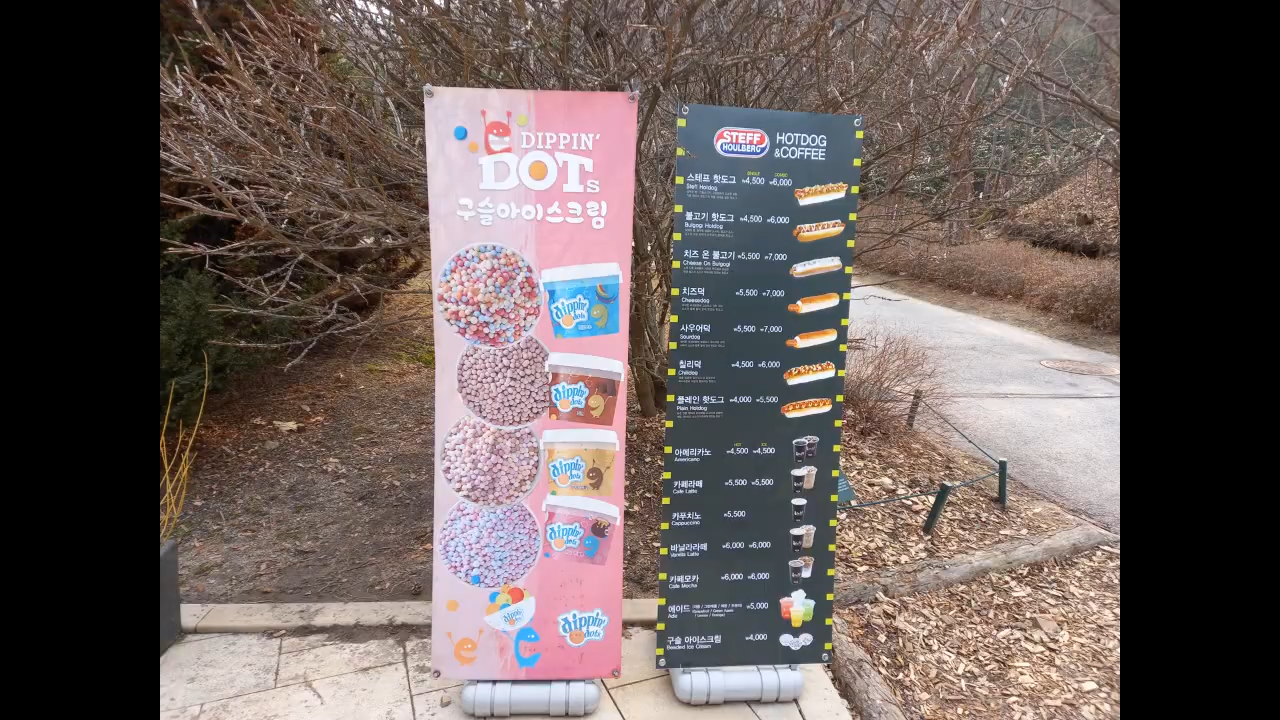 DIPPIN'
DOTs
구슬아이스크림
dippin' dots
dippin' dots
dippin' dots
dippin' dots
dippin' dots
STEFF HOULBERG
HOTDOG
&COFFEE
스테프 핫도그 ₩4,500 ₩6,000
Steff Hotdog
불고기 핫도그 ₩4,500 ₩6,000
Bulgogi Hotdog
치즈 온 불고기 ₩5,500 ₩7,000
Cheese On Bulgogi
치즈덕 ₩5,500 ₩7,000
Cheesedog
사우어덕 ₩5,500 ₩7,000
Sourdog
칠리덕 ₩4,500 ₩6,000
Chilidog
플레인 핫도그 ₩4,000 ₩5,500
Plain Hotdog
HOT ICE
아메리카노 ₩4,500 ₩4,500
Americano
카페라떼 ₩5,500 ₩5,500
Cafe Latte
카푸치노 ₩5,500
Cappuccino
바닐라라떼 ₩6,000 ₩6,000
Vanilla Latte
카페모카 ₩6,000 ₩6,000
Cafe Mocha
에이드 ₩5,000
Ade
구슬 아이스크림 ₩4,000
Beaded Ice Cream